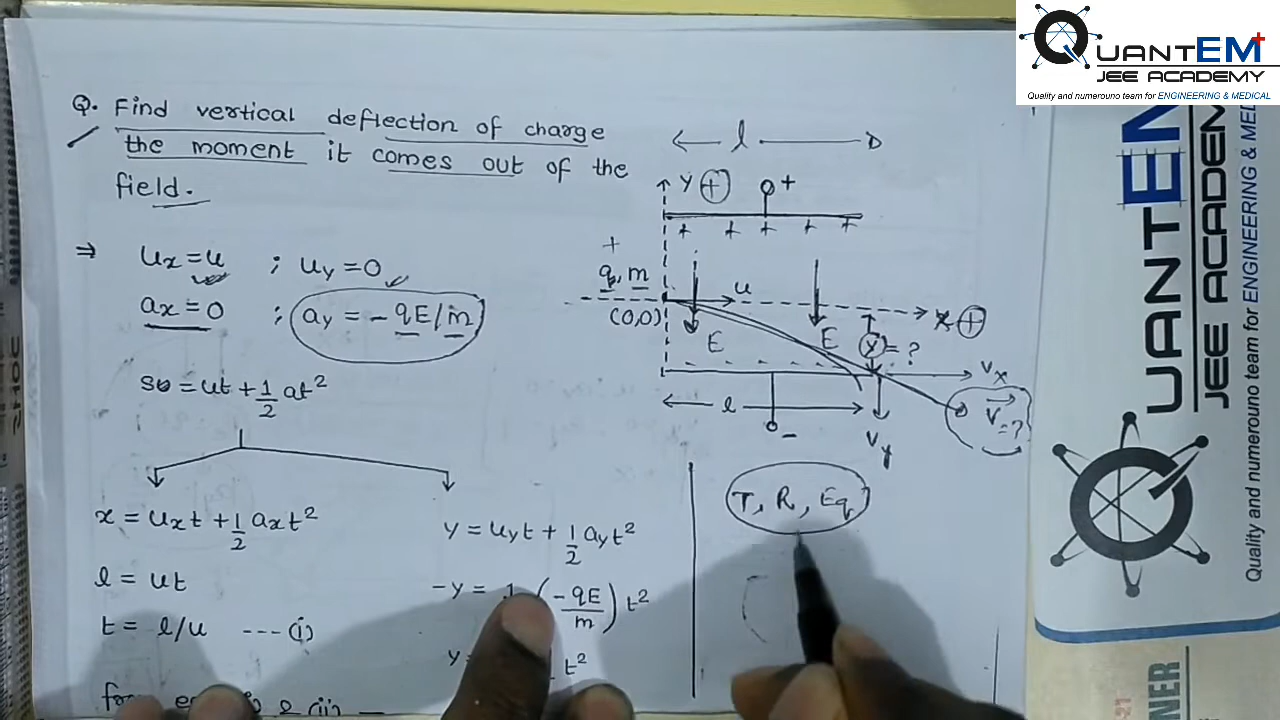 QUANTEM+
JEE ACADEMY
Quality and numerouno team for ENGINEERING & MEDICAL
Q. Find vertical deflection of charge
the moment it comes out of the
field.
⇒ ux = u ; uy = 0
ax = 0 ; ay = - qE/m
s = ut + 1/2 at²
x = uxt + 1/2 axt²
l = ut
t = l/u ---(i)
y = uyt + 1/2 ayt²
-y = (-qE/m) t²
t²
l
y +
+
+ + + + +
+
q, m
u
(0,0)
x +
E
E
y = ?
vx
l
-
vy
v = ?
T, R, Eq
QUANTEM
JEE ACADEM
Quality and numerouno team for ENGINEERING & MED